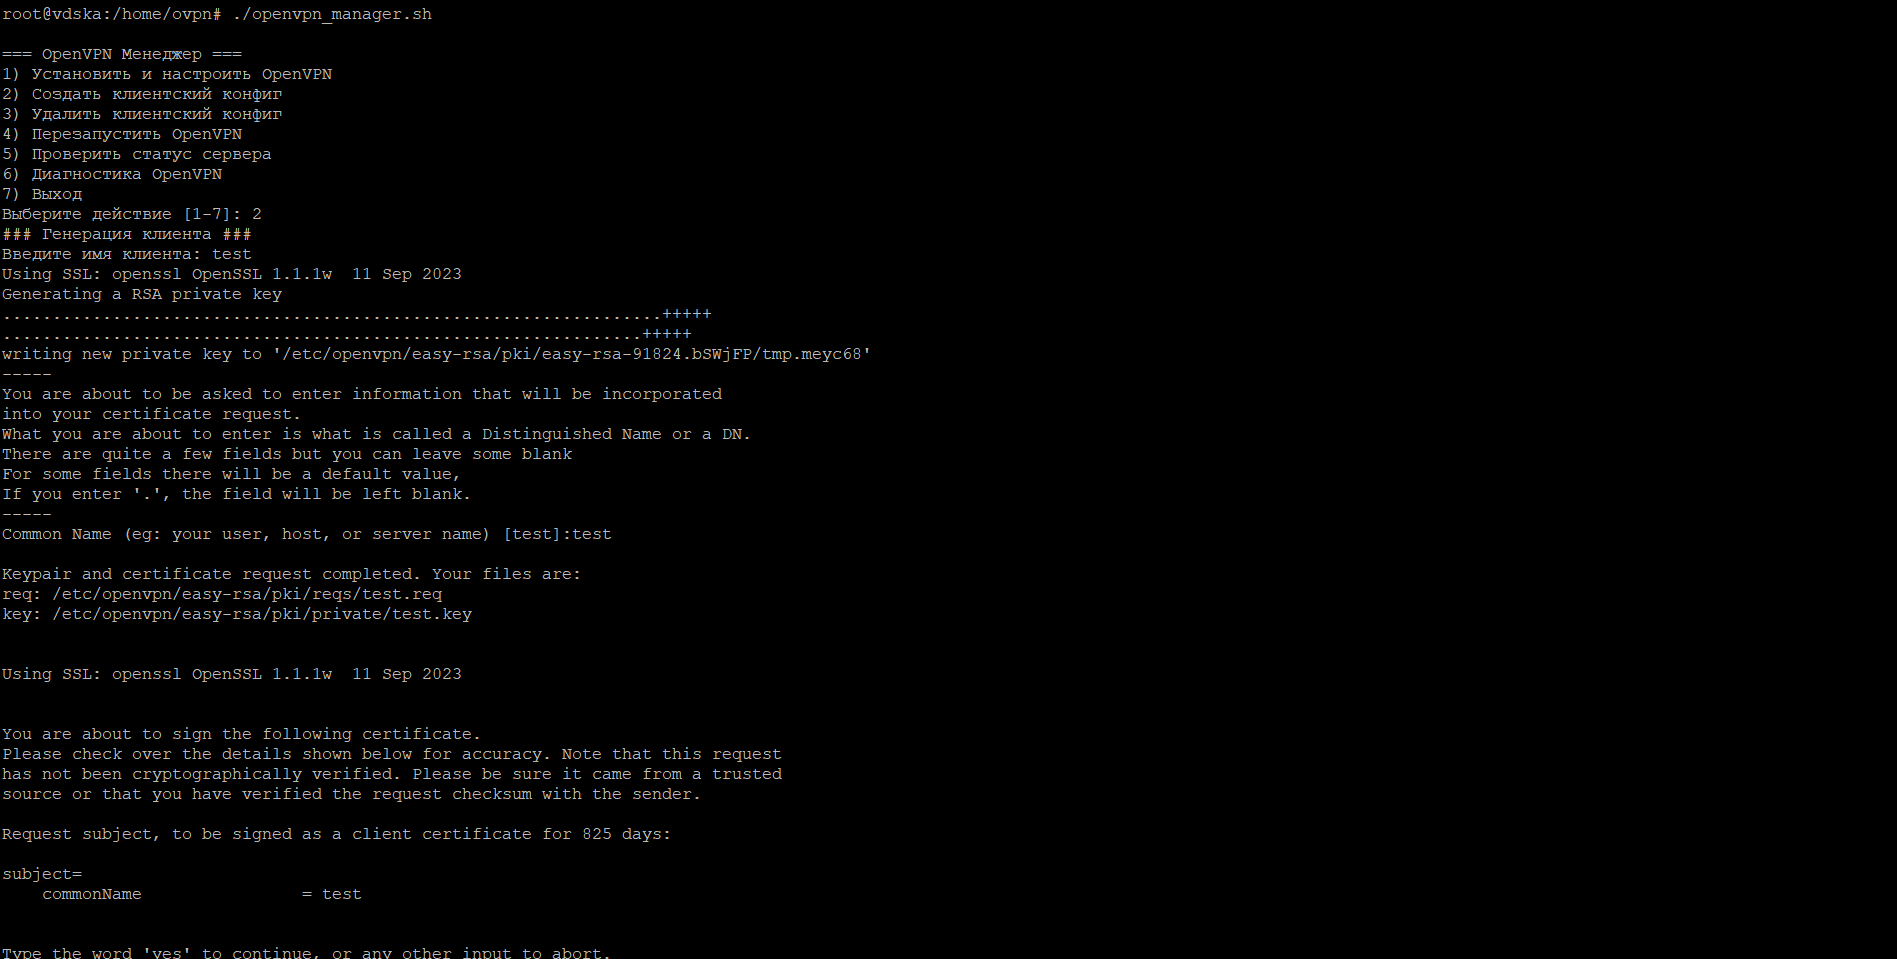 root@vdska:/home/ovpn# ./openvpn_manager.sh
=== OpenVPN Менеджер ===
1) Установить и настроить OpenVPN
2) Создать клиентский конфиг
3) Удалить клиентский конфиг
4) Перезапустить OpenVPN
5) Проверить статус сервера
6) Диагностика OpenVPN
7) Выход
Выберите действие [1-7]: 2
### Генерация клиента ###
Введите имя клиента: test
Using SSL: openssl OpenSSL 1.1.1w  11 Sep 2023
Generating a RSA private key
..................................................................+++++
................................................................+++++
writing new private key to '/etc/openvpn/easy-rsa/pki/easy-rsa-91824.bSWjFP/tmp.meyc68'
-----
You are about to be asked to enter information that will be incorporated
into your certificate request.
What you are about to enter is what is called a Distinguished Name or a DN.
There are quite a few fields but you can leave some blank
For some fields there will be a default value,
If you enter '.', the field will be left blank.
-----
Common Name (eg: your user, host, or server name) [test]:test
Keypair and certificate request completed. Your files are:
req: /etc/openvpn/easy-rsa/pki/reqs/test.req
key: /etc/openvpn/easy-rsa/pki/private/test.key
Using SSL: openssl OpenSSL 1.1.1w  11 Sep 2023
You are about to sign the following certificate.
Please check over the details shown below for accuracy. Note that this request
has not been cryptographically verified. Please be sure it came from a trusted
source or that you have verified the request checksum with the sender.
Request subject, to be signed as a client certificate for 825 days:
subject=
    commonName                = test
Type the word 'yes' to continue, or any other input to abort.